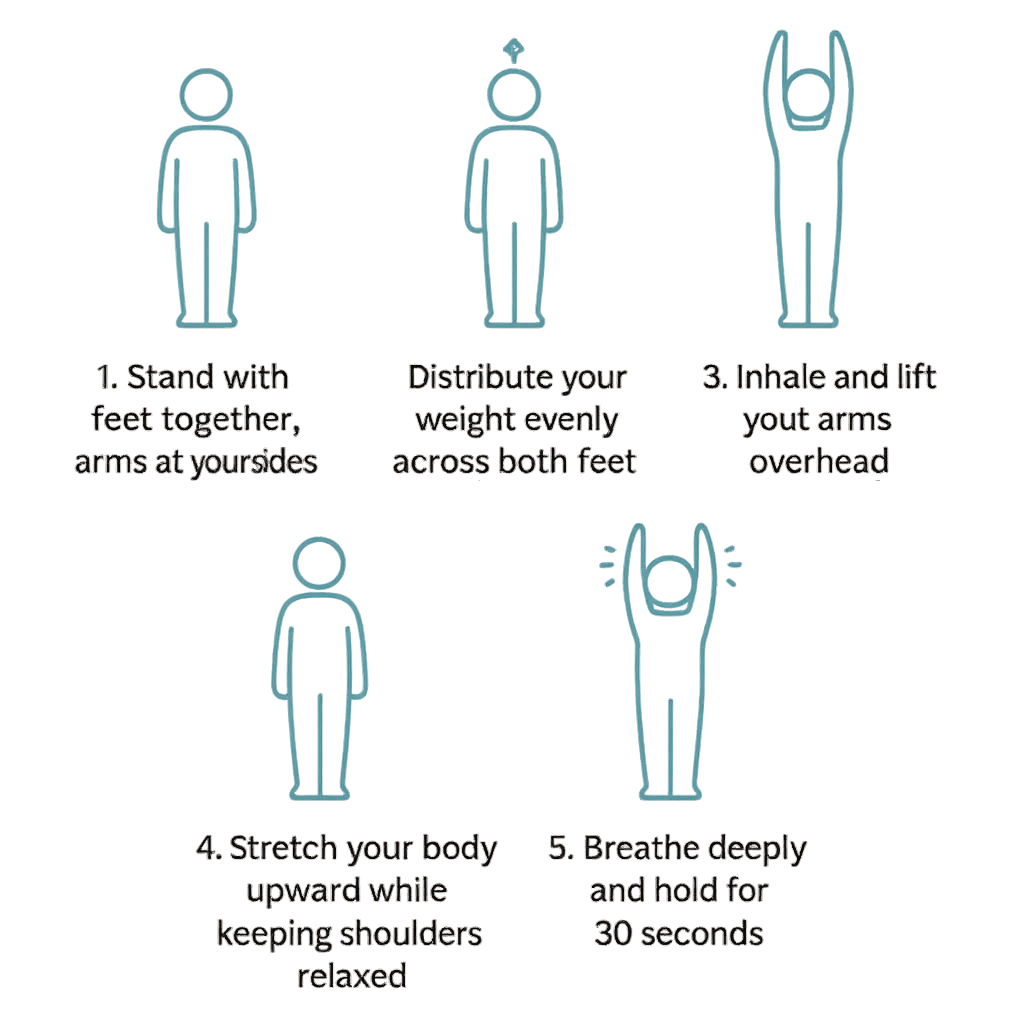 1. Stand with
feet together,
arms at yoursides
Distribute your
weight evenly
across both feet
3. Inhale and lift
yout arms
overhead
4. Stretch your body
upward while
keeping shoulders
relaxed
5. Breathe deeply
and hold for
30 seconds